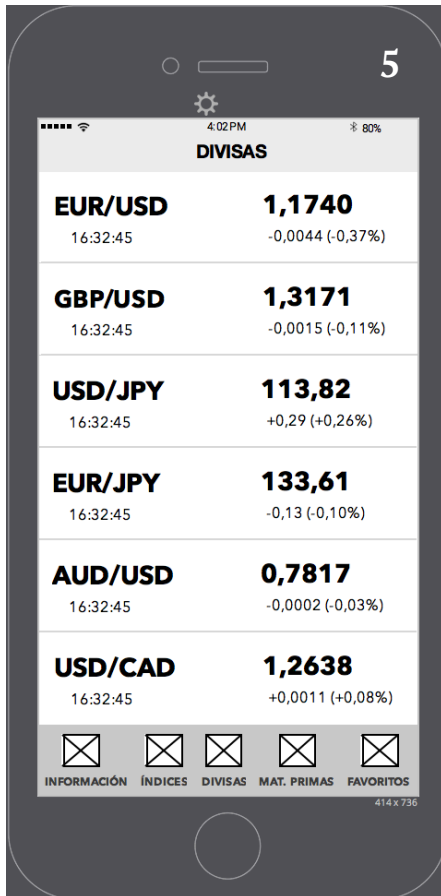 5
4:02 PM
80%
DIVISAS
EUR/USD 1,1740
16:32:45 -0,0044 (-0,37%)
GBP/USD 1,3171
16:32:45 -0,0015 (-0,11%)
USD/JPY 113,82
16:32:45 +0,29 (+0,26%)
EUR/JPY 133,61
16:32:45 -0,13 (-0,10%)
AUD/USD 0,7817
16:32:45 -0,0002 (-0,03%)
USD/CAD 1,2638
16:32:45 +0,0011 (+0,08%)
INFORMACIÓN ÍNDICES DIVISAS MAT. PRIMAS FAVORITOS
414 x 736